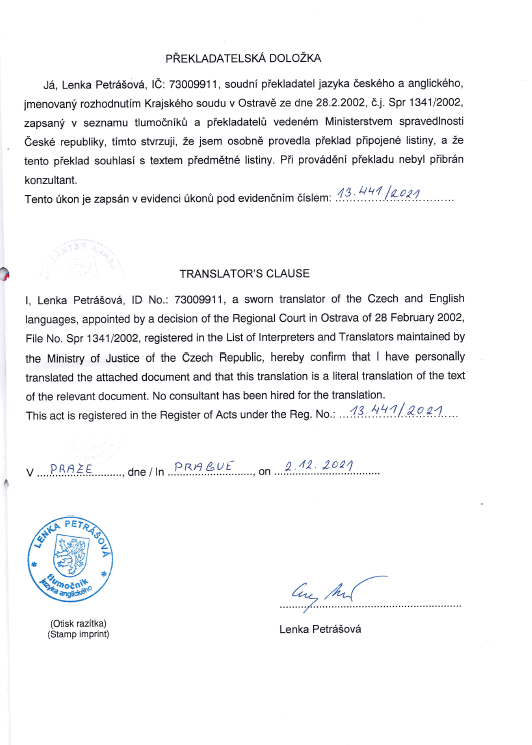 PŘEKLADATELSKÁ DOLOŽKA
Já, Lenka Petrášová, IČ: 73009911, soudní překladatel jazyka českého a anglického,
jmenovaný rozhodnutím Krajského soudu v Ostravě ze dne 28.2.2002, č.j. Spr 1341/2002,
zapsaný v seznamu tlumočníků a překladatelů vedeném Ministerstvem spravedlnosti
České republiky, tímto stvrzuji, že jsem osobně provedla překlad připojené listiny, a že
tento překlad souhlasí s textem předmětné listiny. Při provádění překladu nebyl přibrán
konzultant.
Tento úkon je zapsán v evidenci úkonů pod evidenčním číslem: 13.441/2021
TRANSLATOR'S CLAUSE
I, Lenka Petrášová, ID No.: 73009911, a sworn translator of the Czech and English
languages, appointed by a decision of the Regional Court in Ostrava of 28 February 2002,
File No. Spr 1341/2002, registered in the List of Interpreters and Translators maintained by
the Ministry of Justice of the Czech Republic, hereby confirm that I have personally
translated the attached document and that this translation is a literal translation of the text
of the relevant document. No consultant has been hired for the translation.
This act is registered in the Register of Acts under the Reg. No.: 13.441/2021
V PRAZE, dne / In PRAGUE, on 2.12.2021
LENKA PETRÁŠOVÁ
tlumočník
jazyka anglického
(Otisk razítka)
(Stamp imprint)
Lenka Petrášová